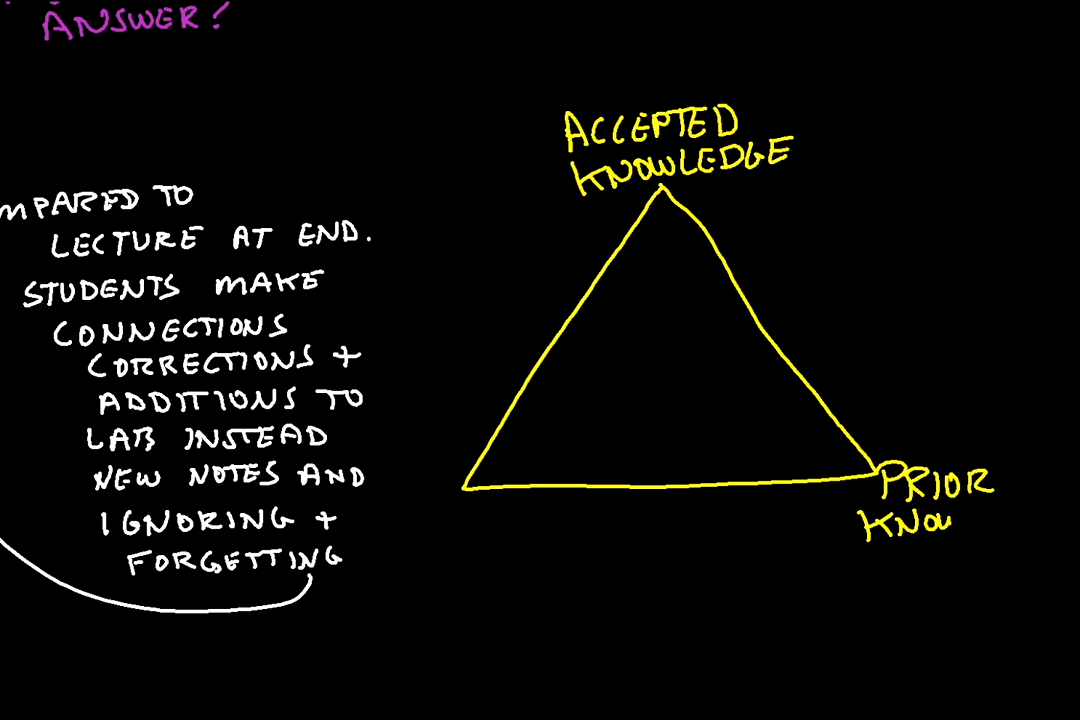 ANSWER?
MPARED TO
LECTURE AT END.
STUDENTS MAKE
CONNECTIONS
CORRECTIONS +
ADDITIONS TO
LAB INSTEAD
NEW NOTES AND
IGNORING +
FORGETTING
ACCEPTED
KNOWLEDGE
PRIOR
KNOW